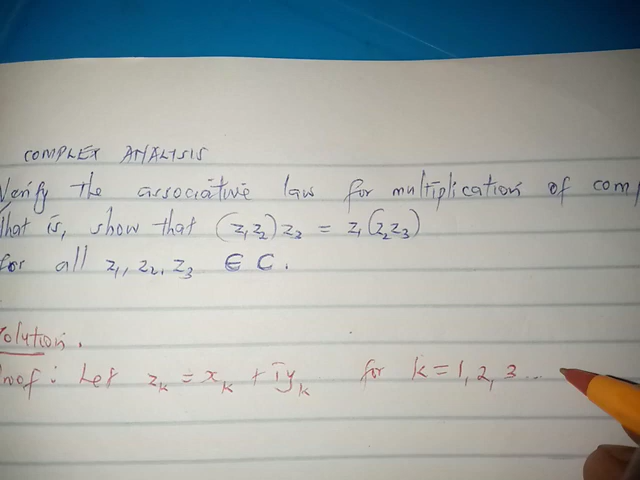 COMPLEX ANALYSIS
Verify the associative law for multiplication of comp
That is, show that (z₁z₂)z₃ = z₁(z₂z₃)
for all z₁, z₂, z₃ ∈ C.
Solution.
roof: Let zₖ = xₖ + iyₖ for k = 1, 2, 3 ...